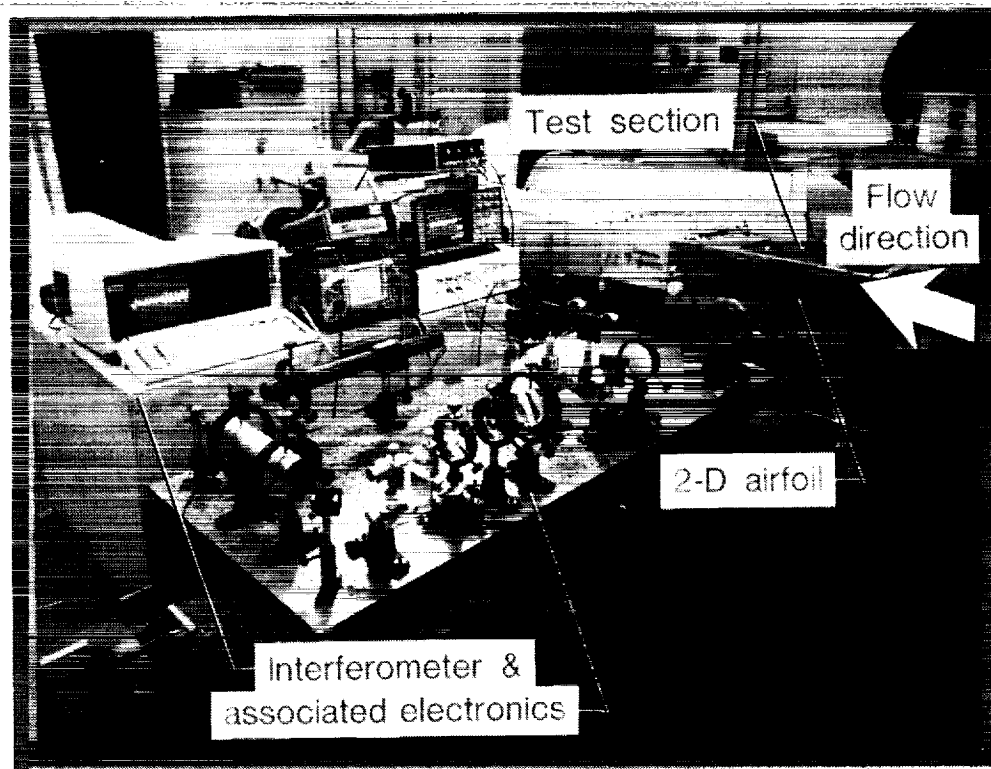 Test section
Flow
direction
2-D airfoil
Interferometer &
associated electronics